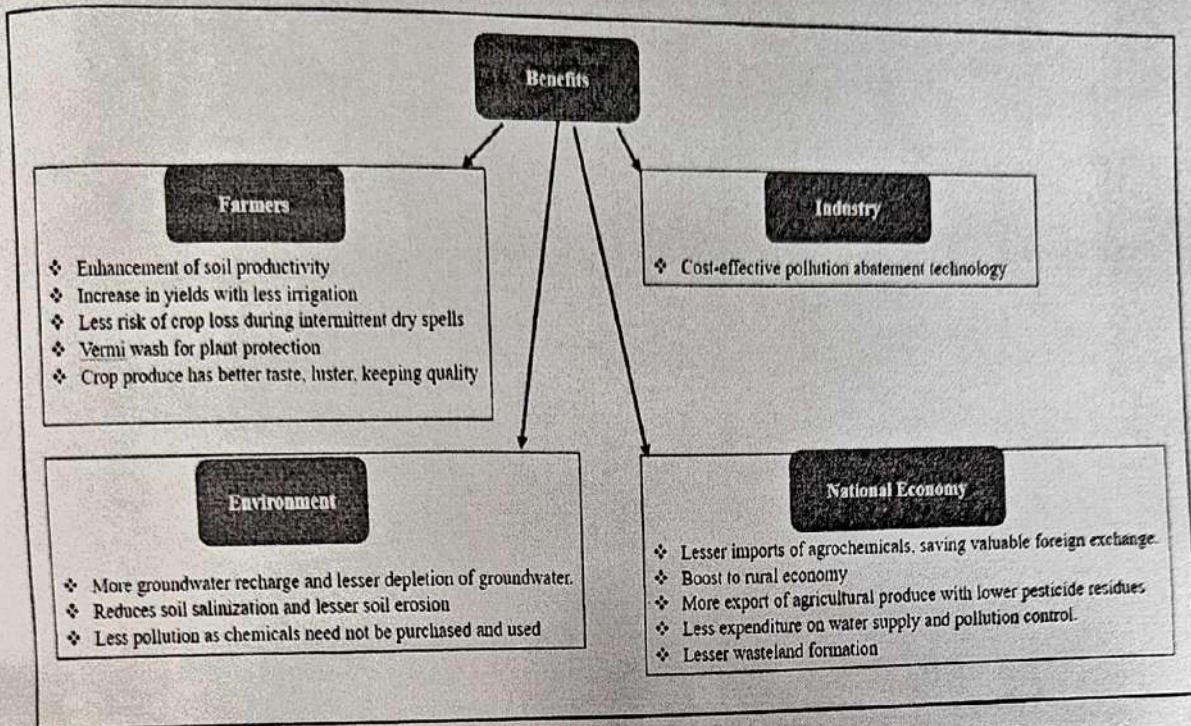 Benefits
Farmers
❖ Enhancement of soil productivity
❖ Increase in yields with less irrigation
❖ Less risk of crop loss during intermittent dry spells
❖ Vermi wash for plant protection
❖ Crop produce has better taste, luster, keeping quality
Industry
❖ Cost-effective pollution abatement technology
Environment
❖ More groundwater recharge and lesser depletion of groundwater.
❖ Reduces soil salinization and lesser soil erosion
❖ Less pollution as chemicals need not be purchased and used
National Economy
❖ Lesser imports of agrochemicals, saving valuable foreign exchange.
❖ Boost to rural economy
❖ More export of agricultural produce with lower pesticide residues
❖ Less expenditure on water supply and pollution control.
❖ Lesser wasteland formation